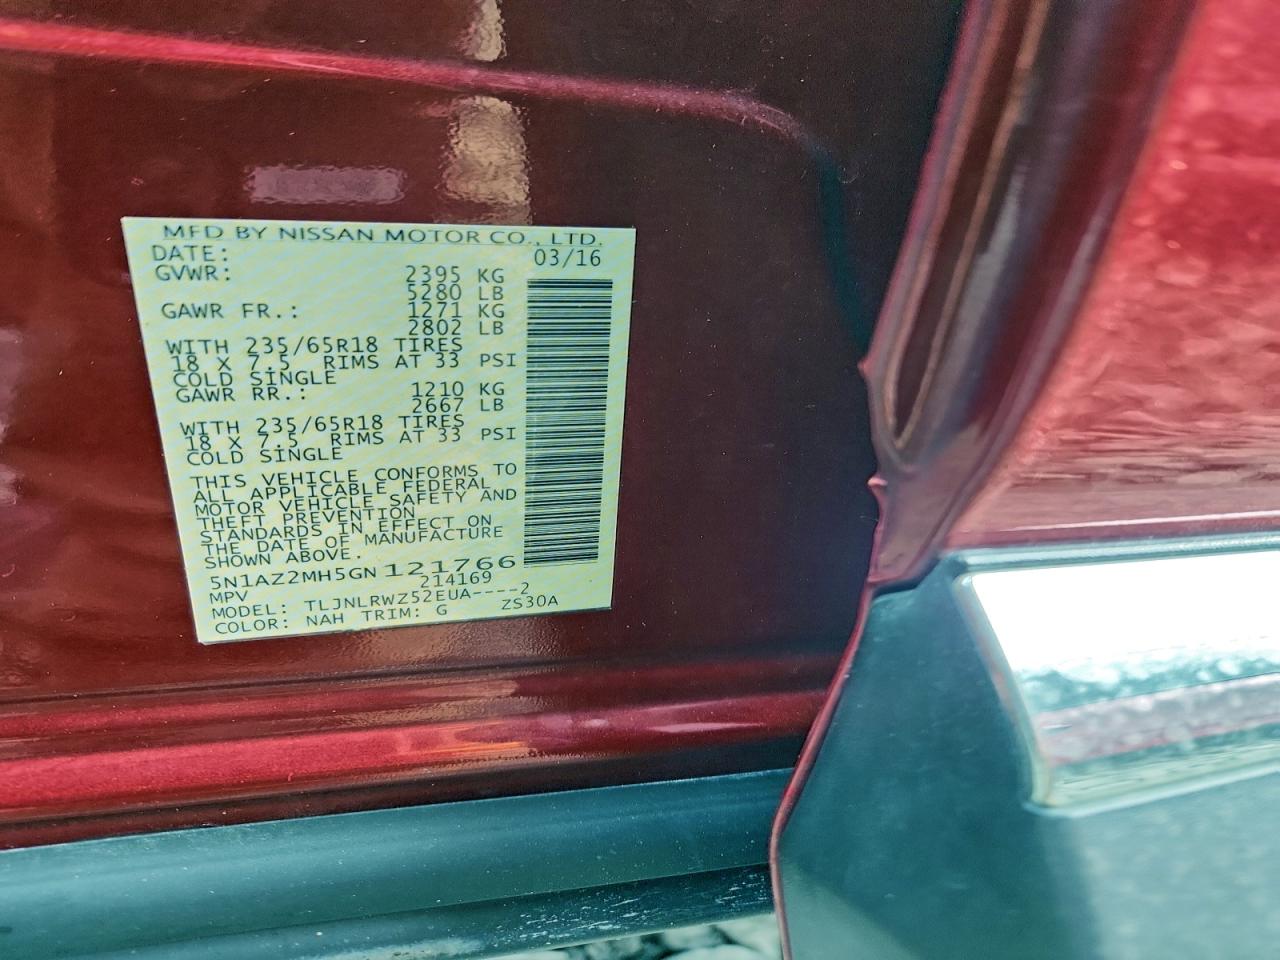 MFD BY NISSAN MOTOR CO., LTD.
DATE: 03/16
GVWR: 2395 KG
5280 LB
GAWR FR.: 1271 KG
2802 LB
WITH 235/65R18 TIRES
18 X 7.5 RIMS AT 33 PSI
COLD SINGLE
GAWR RR.: 1210 KG
2667 LB
WITH 235/65R18 TIRES
18 X 7.5 RIMS AT 33 PSI
COLD SINGLE
THIS VEHICLE CONFORMS TO
ALL APPLICABLE FEDERAL
MOTOR VEHICLE SAFETY AND
THEFT PREVENTION
STANDARDS IN EFFECT ON
THE DATE OF MANUFACTURE
SHOWN ABOVE.
5N1AZ2MH5GN 121766
MPV 214169
MODEL: TLJNLRWZ52EUA----2
COLOR: NAH TRIM: G ZS30A